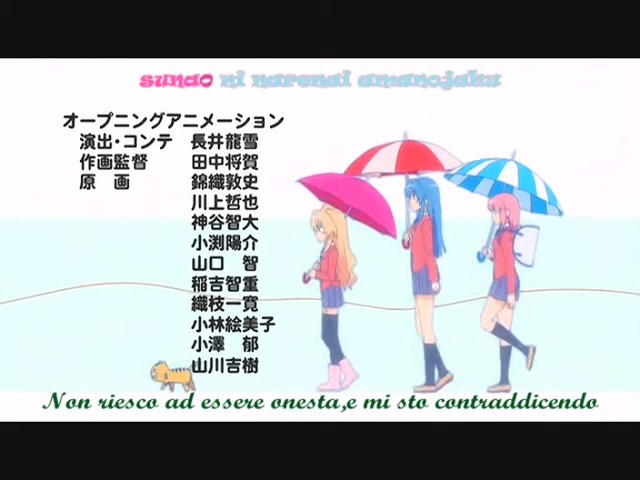 sunao ni narenai amanojaku
オープニングアニメーション
演出・コンテ 長井龍雪
作画監督 田中将賀
原 画 錦織敦史
川上哲也
神谷智大
小渕陽介
山口 智
稲吉智重
織枝一寛
小林絵美子
小澤 郁
山川吉樹
Non riesco ad essere onesta,e mi sto contraddicendo